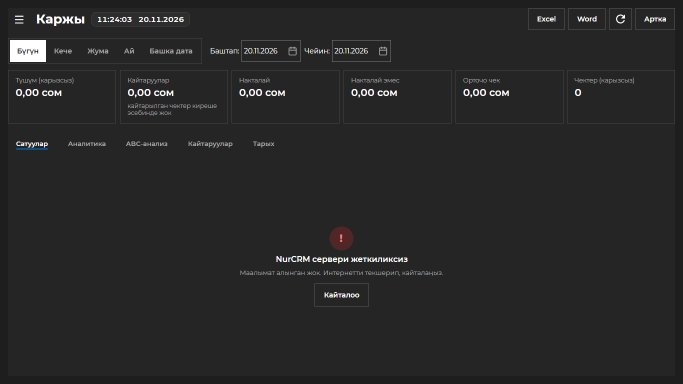 Каржы 11:24:03 20.11.2026 Excel Word Артка
Бүгүн Кече Жума Ай Башка дата Баштап: 20.11.2026 Чейин: 20.11.2026
Түшүм (карызсыз) Кайтаруулар Накталай Накталай эмес Орточо чек Чектер (карызсыз)
0,00 сом 0,00 сом 0,00 сом 0,00 сом 0,00 сом 0
кайтарылган чектер киреше
эсебинде жок
Сатуулар Аналитика ABC-анализ Кайтаруулар Тарых
!
NurCRM сервери жеткиликсиз
Маалымат алынган жок. Интернетти текшерип, кайталаңыз.
Кайталоо